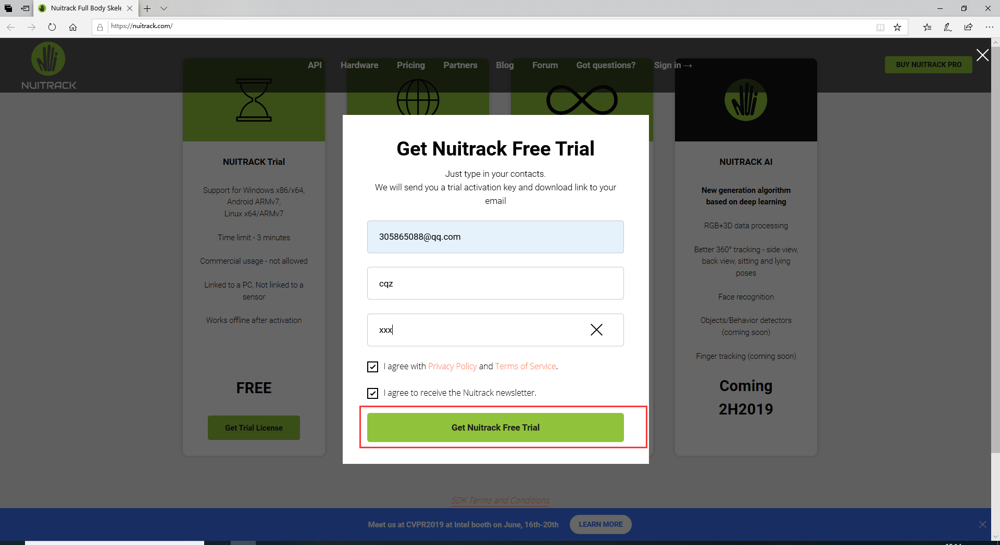 Nuitrack Full Body Skele
https://nuitrack.com/
NUITRACK
API
Hardware
Pricing
Partners
Blog
Forum
Got questions?
Sign in →
BUY NUITRACK PRO
NUITRACK Trial
Support for Windows x86/x64,
Android ARMv7,
Linux x64/ARMv7
Time limit - 3 minutes
Commercial usage - not allowed
Linked to a PC, Not linked to a
sensor
Works offline after activation
FREE
Get Trial License
Get Nuitrack Free Trial
Just type in your contacts.
We will send you a trial activation key and download link to your
email
305865088@qq.com
cqz
xxx
I agree with Privacy Policy and Terms of Service.
I agree to receive the Nuitrack newsletter.
Get Nuitrack Free Trial
NUITRACK AI
New generation algorithm
based on deep learning
RGB+3D data processing
Better 360° tracking - side view,
back view, sitting and lying
poses
Face recognition
Objects/Behavior detectors
(coming soon)
Finger tracking (coming soon)
Coming
2H2019
SDK Terms and Conditions
Meet us at CVPR2019 at Intel booth on June, 16th-20th
LEARN MORE